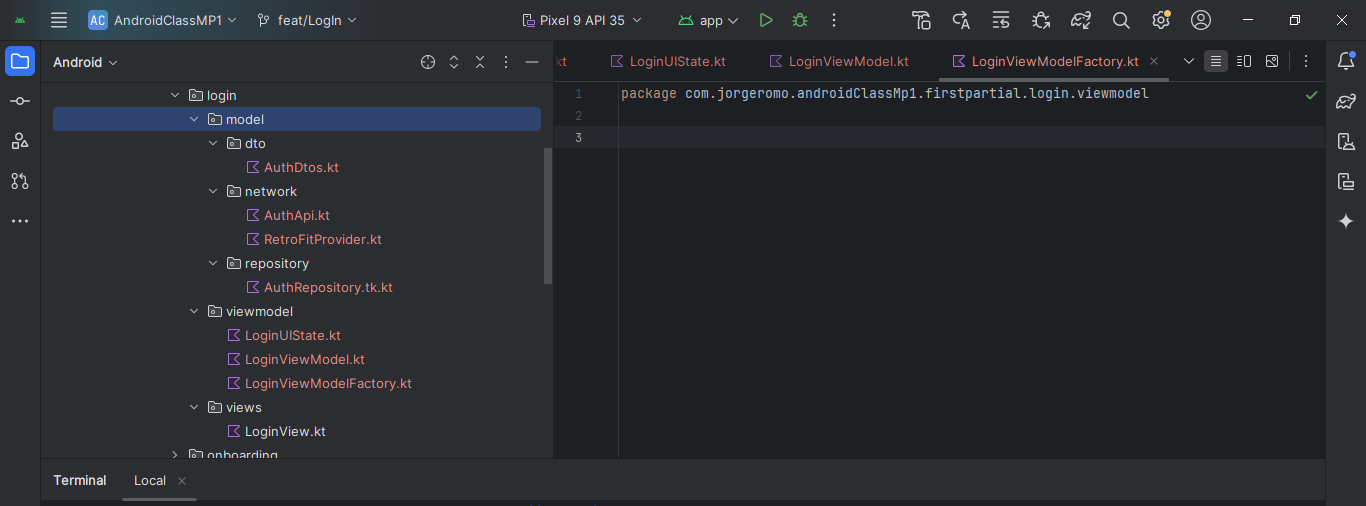 AC AndroidClassMP1 feat/LogIn Pixel 9 API 35 app
Android
kt LoginUIState.kt LoginViewModel.kt LoginViewModelFactory.kt
login
model
dto
AuthDtos.kt
network
AuthApi.kt
RetroFitProvider.kt
repository
AuthRepository.tk.kt
viewmodel
LoginUIState.kt
LoginViewModel.kt
LoginViewModelFactory.kt
views
LoginView.kt
onboarding
1 package com.jorgeromo.androidClassMp1.firstpartial.login.viewmodel
2
3
Terminal Local